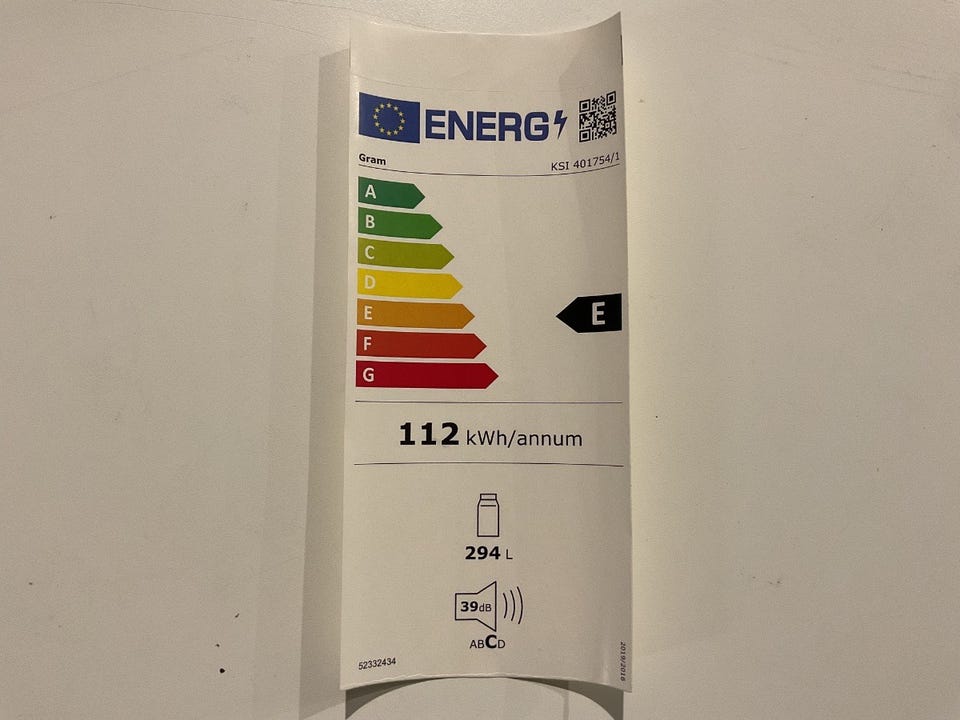 ENERG
Gram
KSI 401754/1
A
B
C
D
E
E
F
G
112 kWh/annum
294 L
39dB
ABCD
52332434
2019/2016